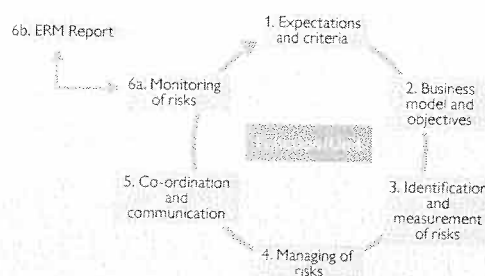 6b. ERM Report
1. Expectations
and criteria
6a. Monitoring
of risks
2. Business
model and
objectives
5. Co-ordination
and
communication
3. Identification
and
measurement
of risks
4. Managing of
risks